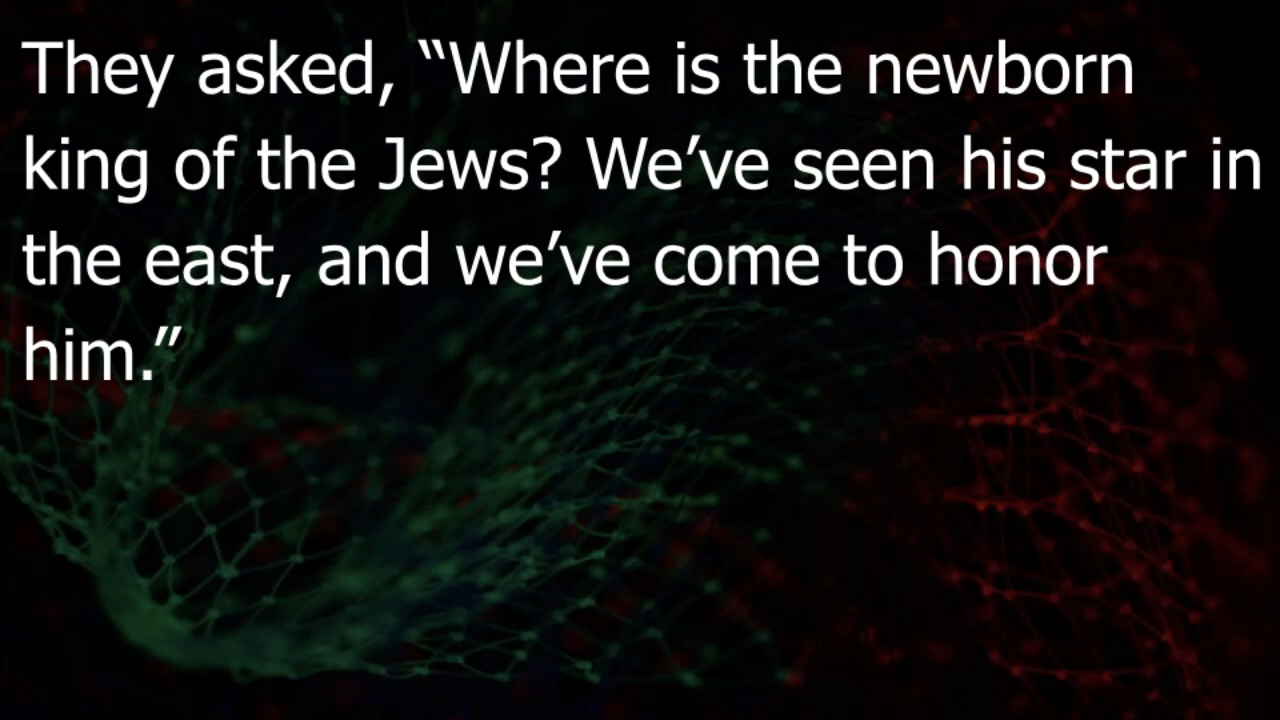 They asked, “Where is the newborn
king of the Jews? We’ve seen his star in
the east, and we’ve come to honor
him.”